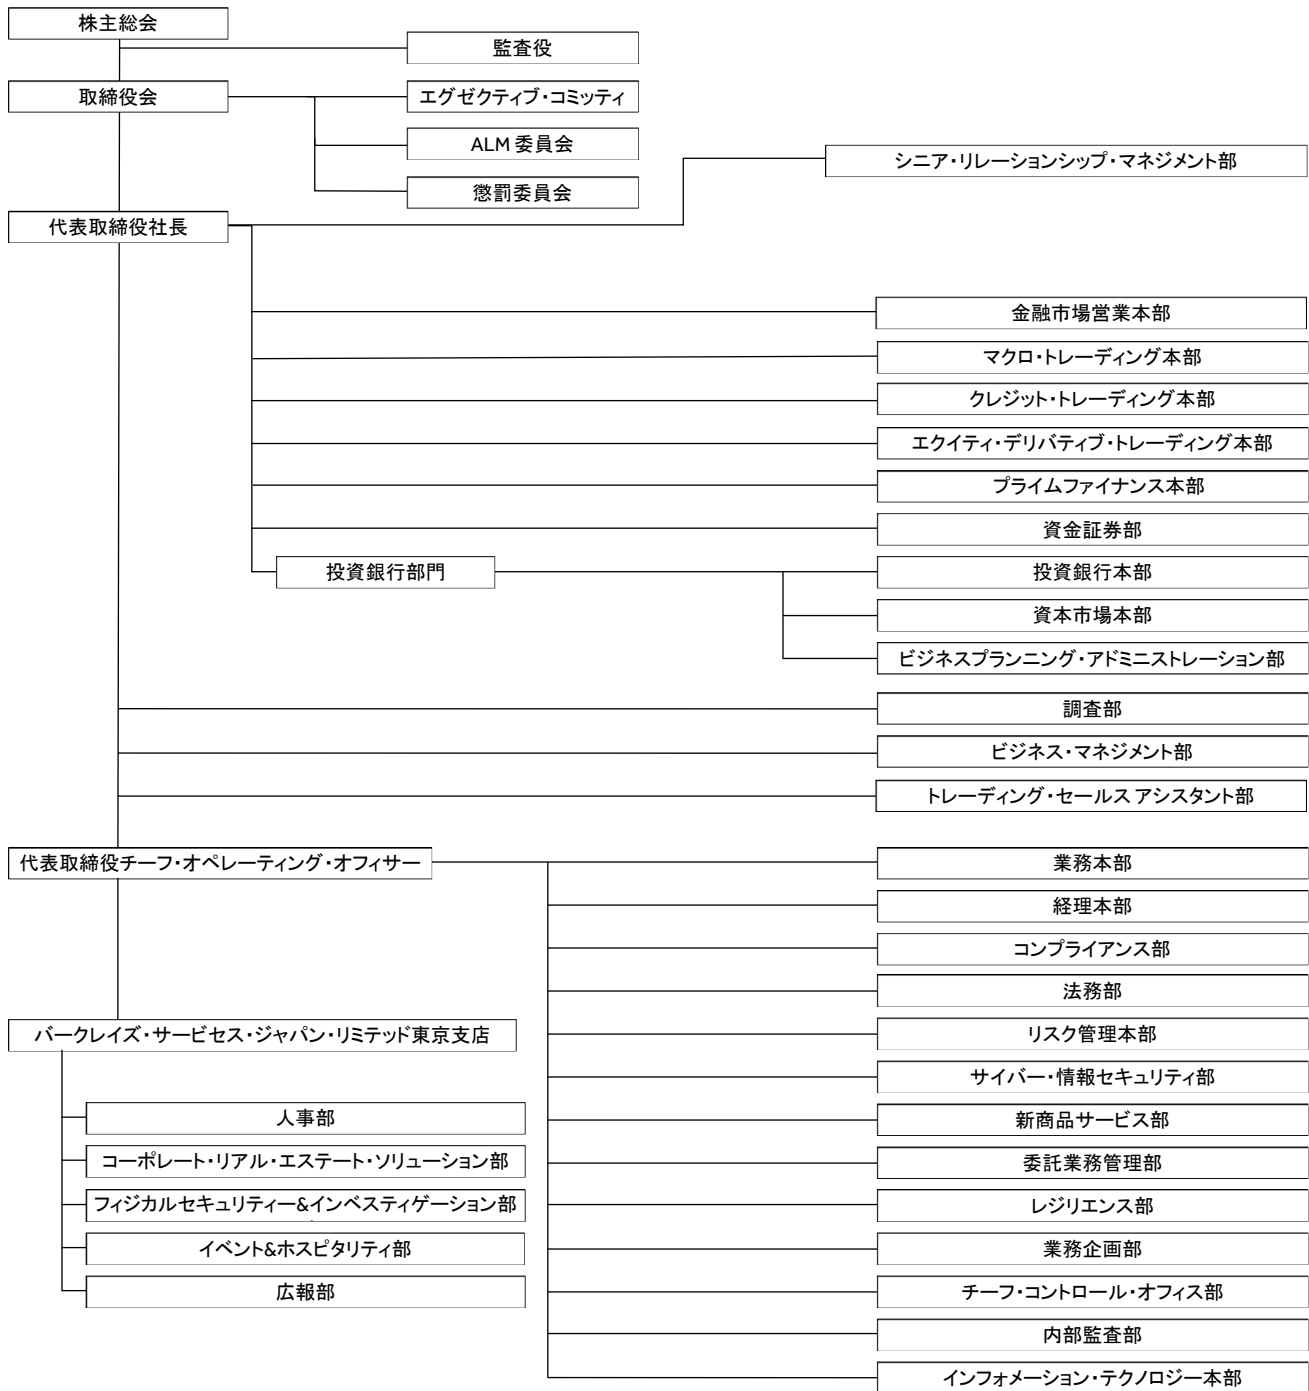 株主総会
監査役
取締役会
エグゼクティブ・コミッティ
ALM 委員会
懲罰委員会
シニア・リレーションシップ・マネジメント部
代表取締役社長
金融市場営業本部
マクロ・トレーディング本部
クレジット・トレーディング本部
エクイティ・デリバティブ・トレーディング本部
プライムファイナンス本部
資金証券部
投資銀行部門
投資銀行本部
資本市場本部
ビジネスプランニング・アドミニストレーション部
調査部
ビジネス・マネジメント部
トレーディング・セールス アシスタント部
代表取締役チーフ・オペレーティング・オフィサー
業務本部
経理本部
コンプライアンス部
法務部
バークレイズ・サービセス・ジャパン・リミテッド東京支店
リスク管理本部
サイバー・情報セキュリティ部
人事部
新商品サービス部
コーポレート・リアル・エステート・ソリューション部
委託業務管理部
フィジカルセキュリティー&インベスティゲーション部
レジリエンス部
イベント&ホスピタリティ部
業務企画部
広報部
チーフ・コントロール・オフィス部
内部監査部
インフォメーション・テクノロジー本部